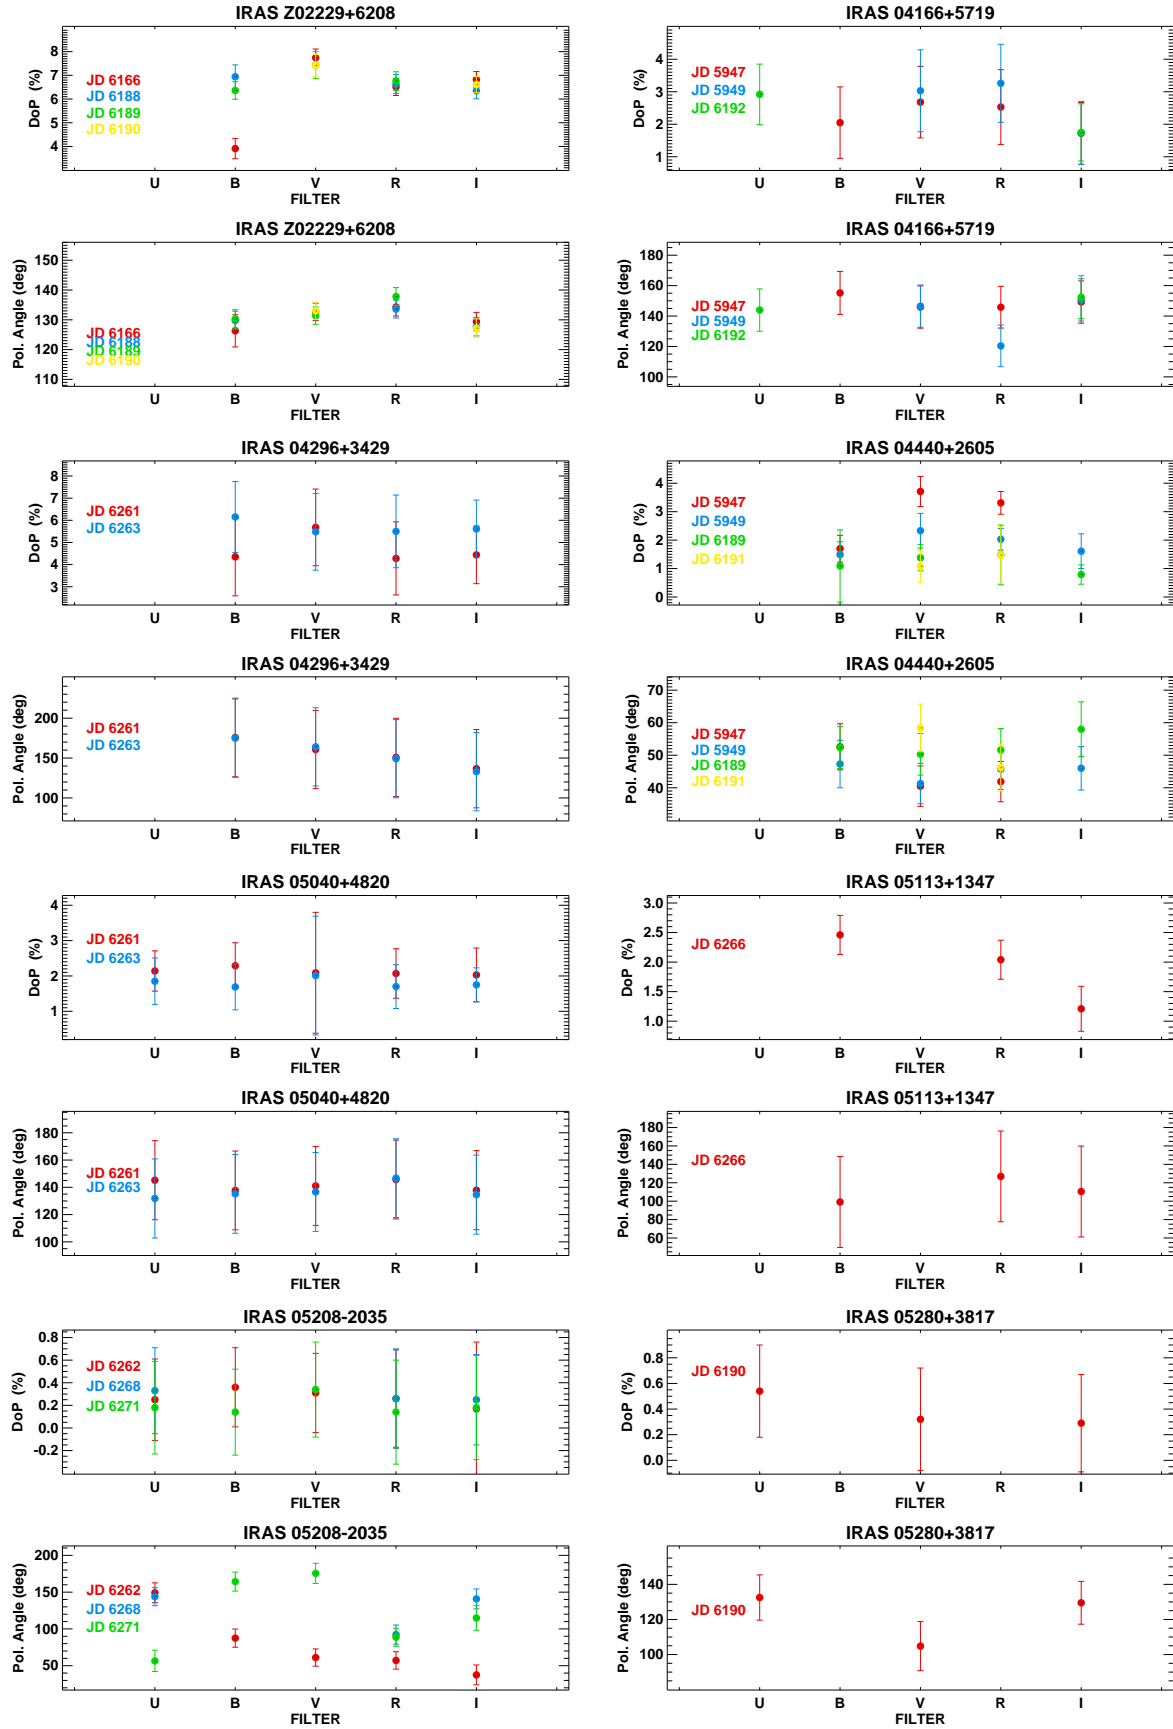 IRAS Z02229+6208
8
7
6
5
4
DoP (%)
JD 6166
JD 6188
JD 6189
JD 6190
U B V R I
FILTER
IRAS 04166+5719
4
3
2
1
DoP (%)
JD 5947
JD 5949
JD 6192
U B V R I
FILTER
IRAS Z02229+6208
150
140
130
120
110
Pol. Angle (deg)
JD 6166
JD 6188
JD 6189
JD 6190
U B V R I
FILTER
IRAS 04166+5719
180
160
140
120
100
Pol. Angle (deg)
JD 5947
JD 5949
JD 6192
U B V R I
FILTER
IRAS 04296+3429
8
7
6
5
4
3
DoP (%)
JD 6261
JD 6263
U B V R I
FILTER
IRAS 04440+2605
4
3
2
1
0
DoP (%)
JD 5947
JD 5949
JD 6189
JD 6191
U B V R I
FILTER
IRAS 04296+3429
200
150
100
Pol. Angle (deg)
JD 6261
JD 6263
U B V R I
FILTER
IRAS 04440+2605
70
60
50
40
Pol. Angle (deg)
JD 5947
JD 5949
JD 6189
JD 6191
U B V R I
FILTER
IRAS 05040+4820
4
3
2
1
DoP (%)
JD 6261
JD 6263
U B V R I
FILTER
IRAS 05113+1347
3.0
2.5
2.0
1.5
1.0
DoP (%)
JD 6266
U B V R I
FILTER
IRAS 05040+4820
180
160
140
120
100
Pol. Angle (deg)
JD 6261
JD 6263
U B V R I
FILTER
IRAS 05113+1347
180
160
140
120
100
80
60
Pol. Angle (deg)
JD 6266
U B V R I
FILTER
IRAS 05208-2035
0.8
0.6
0.4
0.2
0.0
-0.2
DoP (%)
JD 6262
JD 6268
JD 6271
U B V R I
FILTER
IRAS 05280+3817
0.8
0.6
0.4
0.2
0.0
DoP (%)
JD 6190
U B V R I
FILTER
IRAS 05208-2035
200
150
100
50
Pol. Angle (deg)
JD 6262
JD 6268
JD 6271
U B V R I
FILTER
IRAS 05280+3817
140
120
100
Pol. Angle (deg)
JD 6190
U B V R I
FILTER